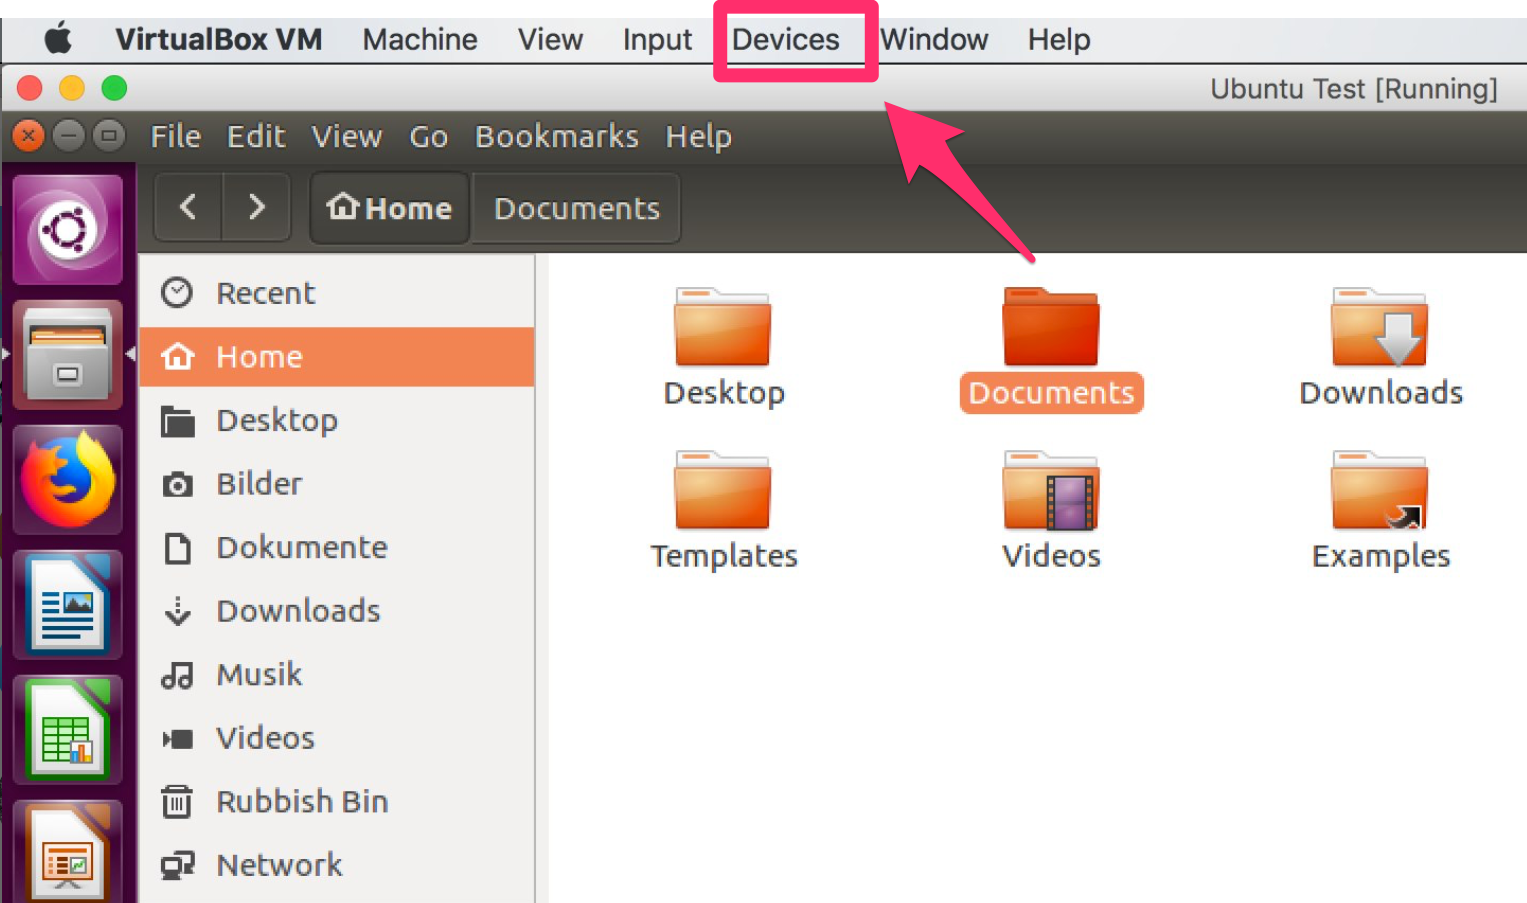 VirtualBox VM Machine View Input Devices Window Help
Ubuntu Test [Running]
File Edit View Go Bookmarks Help
Home Documents
Recent
Home
Desktop
Bilder
Dokumente
Downloads
Musik
Videos
Rubbish Bin
Network
Desktop Documents Downloads
Templates Videos Examples